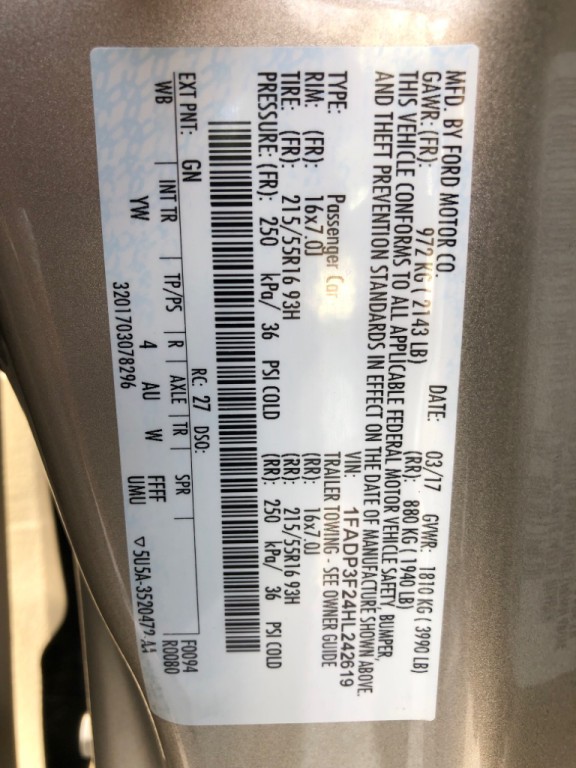 MFD. BY FORD MOTOR CO. DATE: 03/17 GVWR: 1810 KG ( 3990 LB)
GAWR: (FR): 972 KG ( 2143 LB) (RR): 880 KG ( 1940 LB)
THIS VEHICLE CONFORMS TO ALL APPLICABLE FEDERAL MOTOR VEHICLE SAFETY, BUMPER,
AND THEFT PREVENTION STANDARDS IN EFFECT ON THE DATE OF MANUFACTURE SHOWN ABOVE.
VIN: 1FADP3F24HL242619
TYPE: Passenger Car TRAILER TOWING - SEE OWNER GUIDE
RIM: (FR): 16x7.0J (RR): 16x7.0J
TIRE: (FR): 215/55R16 93H (RR): 215/55R16 93H
PRESSURE: (FR): 250 kPa/ 36 PSI COLD (RR): 250 kPa/ 36 PSI COLD
EXT PNT: GN RC: 27 DSO: F0094
WB INT TR TP/PS R AXLE TR SPR R0080
YW 4 AU W FFFF
UMU
3201703078296 5U5A-3520472-AA